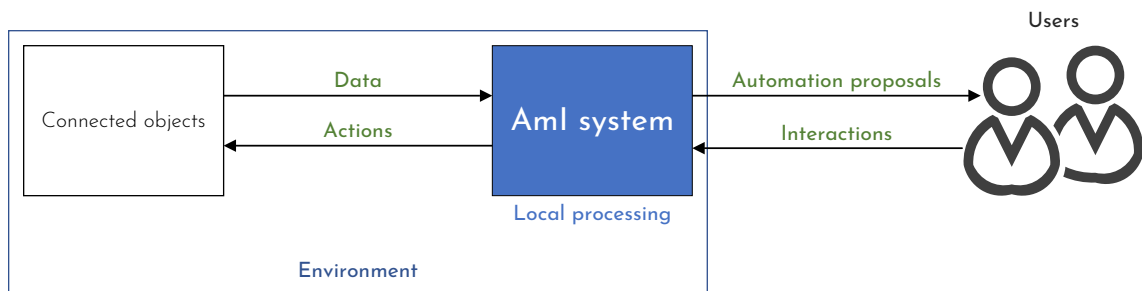 Users
Data
Automation proposals
Connected objects
AmI system
Actions
Interactions
Local processing
Environment